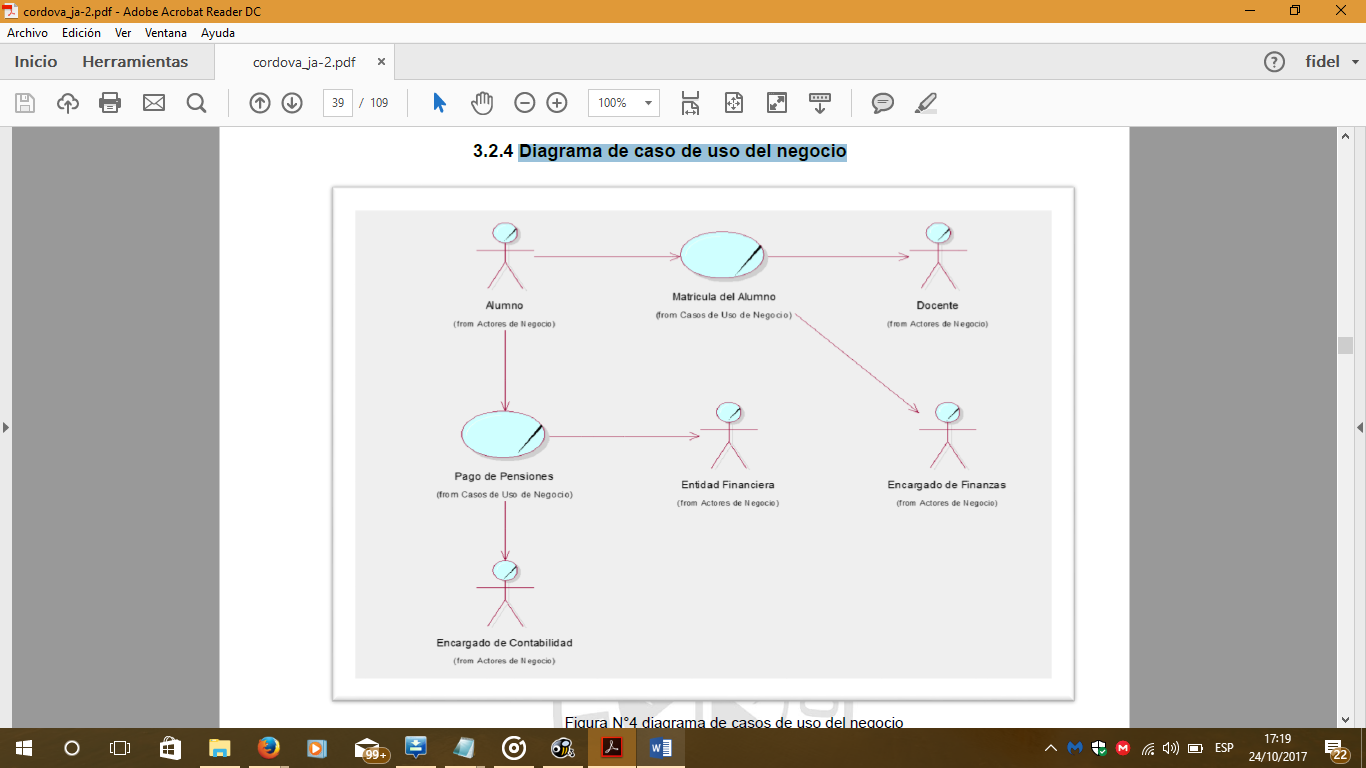 cordova_ja-2.pdf - Adobe Acrobat Reader DC
Archivo Edición Ver Ventana Ayuda
Inicio Herramientas cordova_ja-2.pdf × ? fidel
39 / 109 100%
3.2.4 Diagrama de caso de uso del negocio
Alumno
(from Actores de Negocio)
Matricula del Alumno
(from Casos de Uso de Negocio)
Docente
(from Actores de Negocio)
Pago de Pensiones
(from Casos de Uso de Negocio)
Entidad Financiera
(from Actores de Negocio)
Encargado de Finanzas
(from Actores de Negocio)
Encargado de Contabilidad
(from Actores de Negocio)
Figura N°4 diagrama de casos de uso del negocio
99+
ESP
17:19
24/10/2017
22